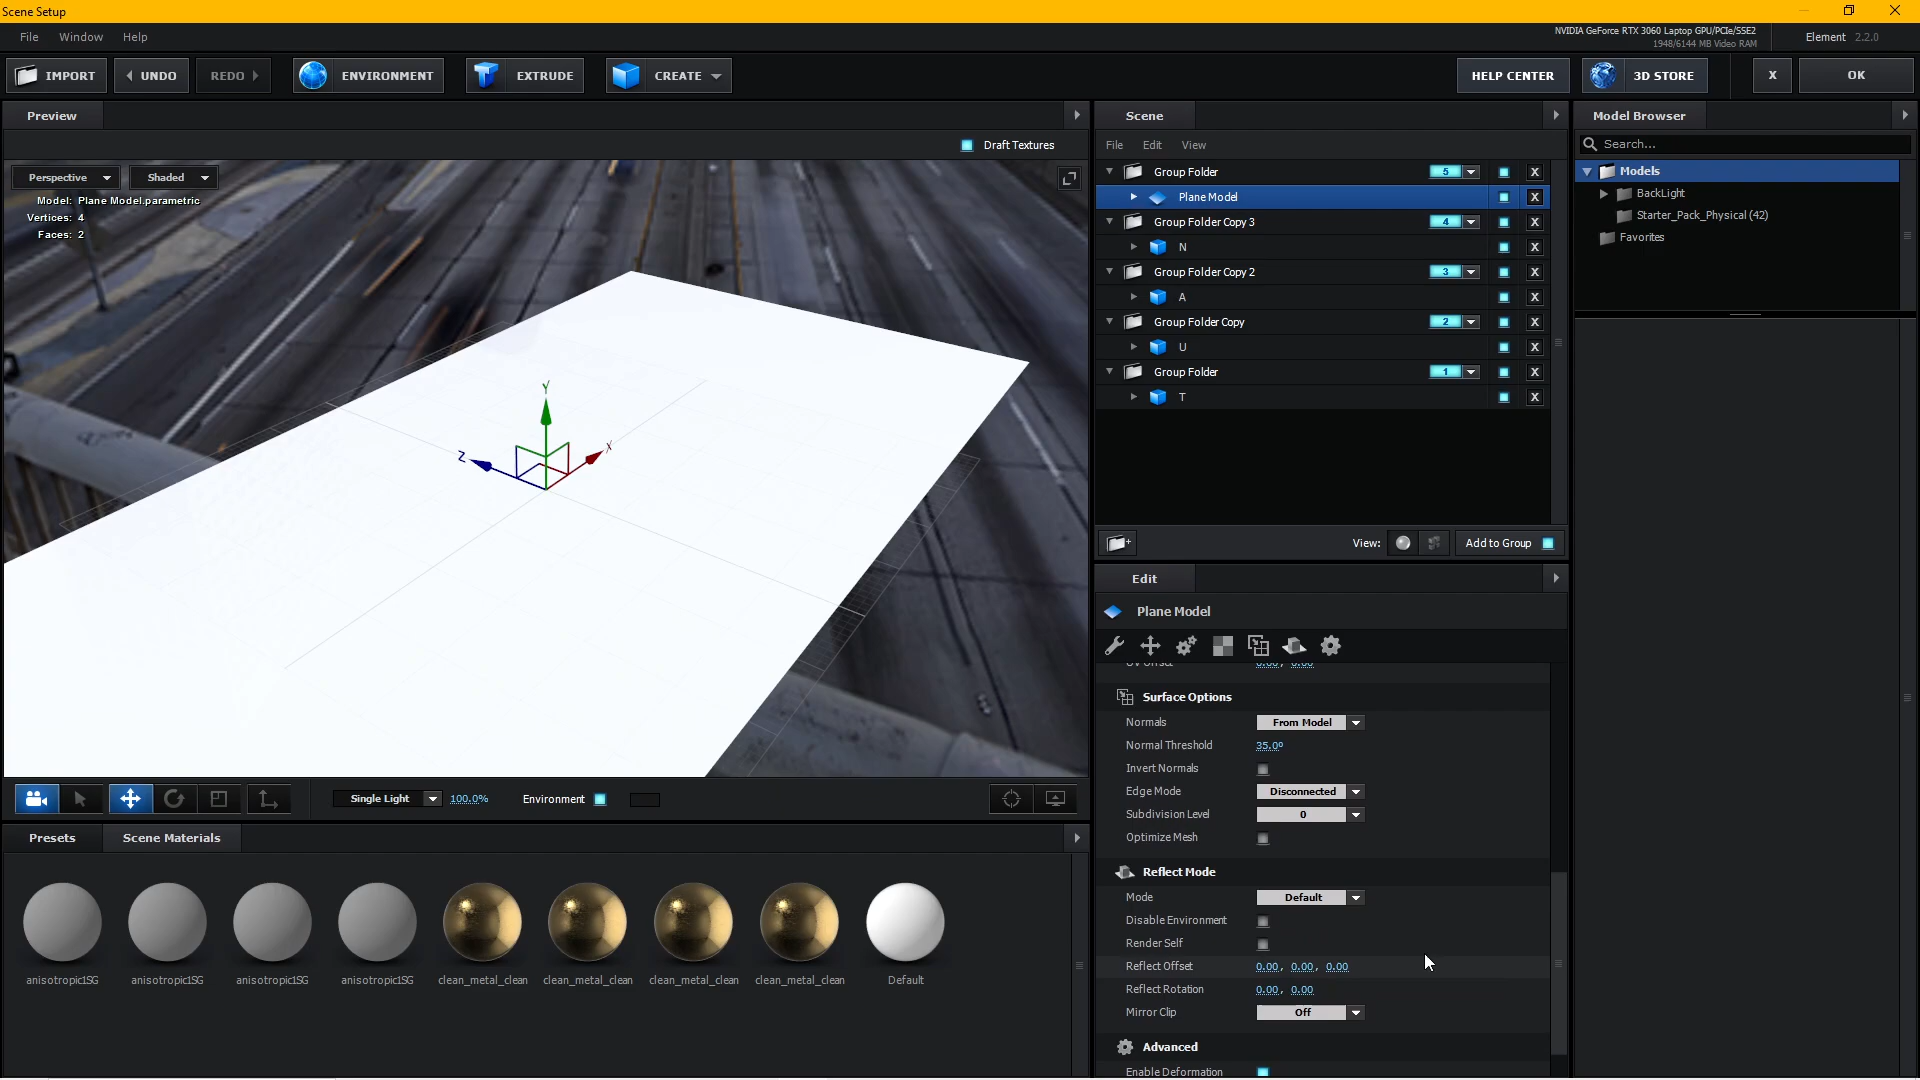 Scene Setup
File Window Help
NVIDIA GeForce RTX 3060 Laptop GPU/PCIe/SSE2
1948/6144 MB Video RAM
Element 2.2.0
IMPORT UNDO REDO ENVIRONMENT EXTRUDE CREATE HELP CENTER 3D STORE X OK
Preview
Draft Textures
Perspective Shaded
Model: Plane Model.parametric
Vertices: 4
Faces: 2
Y
Z X
Single Light 100.0% Environment
Presets Scene Materials
anisotropic1SG anisotropic1SG anisotropic1SG anisotropic1SG clean_metal_clean clean_metal_clean clean_metal_clean clean_metal_clean Default
Scene
File Edit View
Group Folder 5 X
Plane Model X
Group Folder Copy 3 4 X
N X
Group Folder Copy 2 3 X
A X
Group Folder Copy 2 X
U X
Group Folder 1 X
T X
View: Add to Group
Edit
Plane Model
UV Offset 0.00, 0.00
Surface Options
Normals From Model
Normal Threshold 35.0º
Invert Normals
Edge Mode Disconnected
Subdivision Level 0
Optimize Mesh
Reflect Mode
Mode Default
Disable Environment
Render Self
Reflect Offset 0.00, 0.00, 0.00
Reflect Rotation 0.00, 0.00
Mirror Clip Off
Advanced
Enable Deformation
Model Browser
Search...
Models
BackLight
Starter_Pack_Physical (42)
Favorites